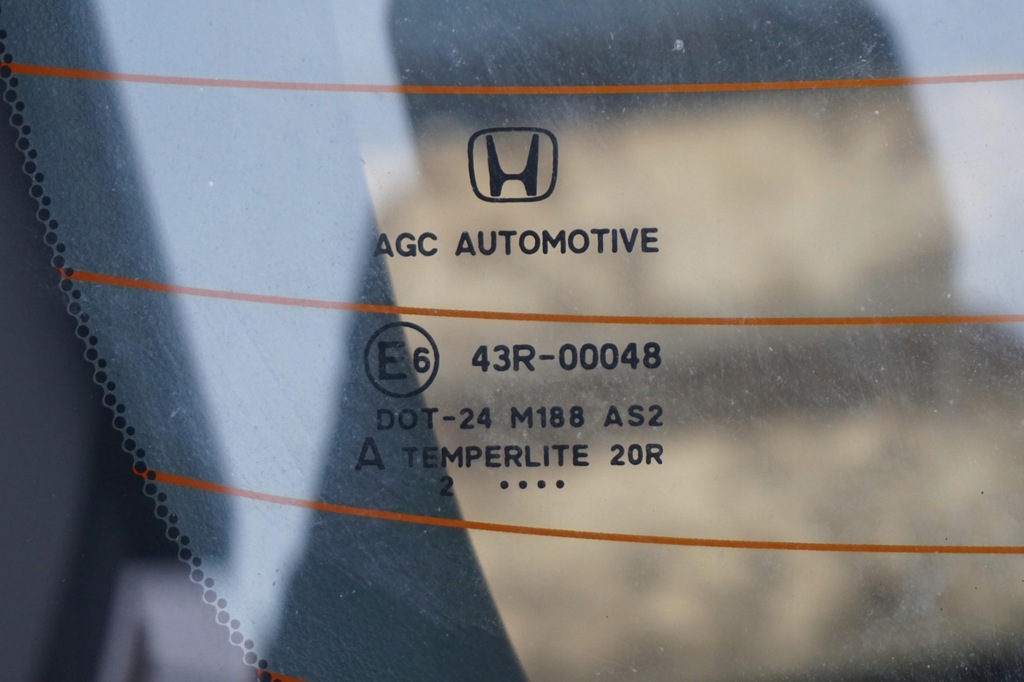 AGC AUTOMOTIVE
E6 43R-00048
DOT-24 M188 AS2
A TEMPERLITE 20R
2 ••••